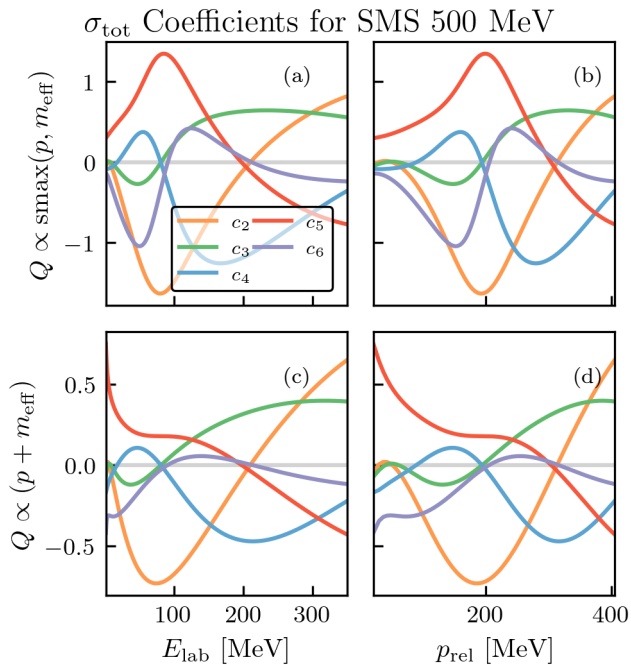 σtot Coefficients for SMS 500 MeV
Q ∝ smax(p, meff)
1
0
−1
(a)
(b)
c2
c5
c3
c6
c4
Q ∝ (p + meff)
0.5
0.0
−0.5
(c)
(d)
100
200
300
200
400
Elab [MeV]
prel [MeV]